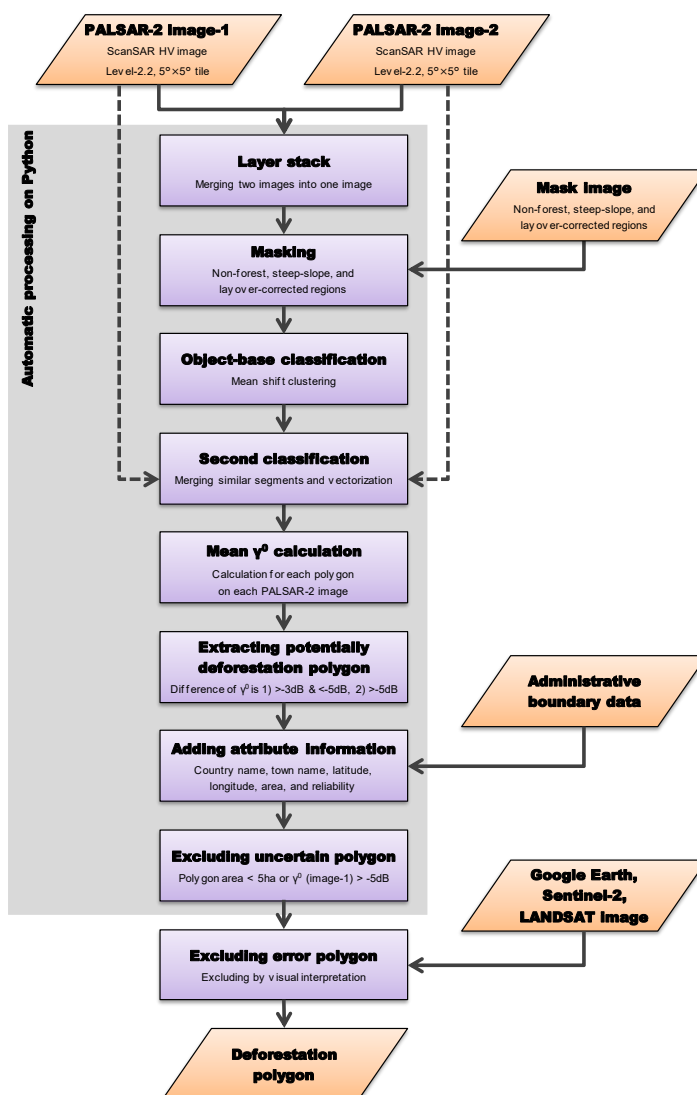 PALSAR-2 Image-1
ScanSAR HV image
Level-2.2, 5°×5° tile
PALSAR-2 Image-2
ScanSAR HV image
Level-2.2, 5°×5° tile
Automatic processing on Python
Layer stack
Merging two images into one image
Mask image
Non-forest, steep-slope, and
layover-corrected regions
Masking
Non-forest, steep-slope, and
layover-corrected regions
Object-base classification
Mean shift clustering
Second classification
Merging similar segments and vectorization
Mean γ⁰ calculation
Calculation for each polygon
on each PALSAR-2 image
Extracting potentially
deforestation polygon
Difference of γ⁰ is 1) >-3dB & <-5dB, 2) >-5dB
Administrative
boundary data
Adding attribute information
Country name, town name, latitude,
longitude, area, and reliability
Excluding uncertain polygon
Polygon area < 5ha or γ⁰ (image-1) > -5dB
Google Earth,
Sentinel-2,
LANDSAT image
Excluding error polygon
Excluding by visual interpretation
Deforestation
polygon